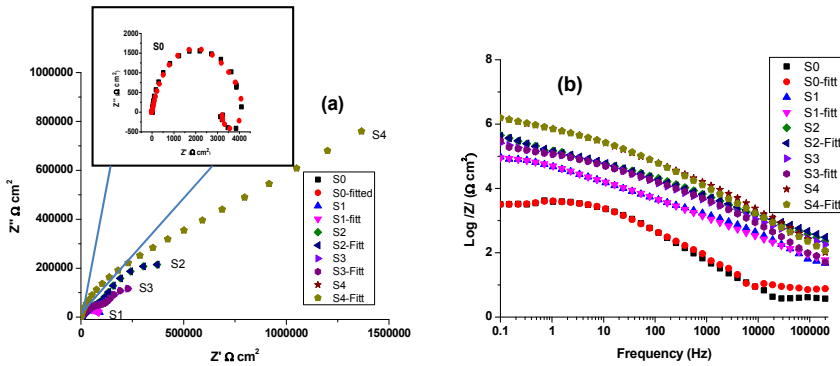 S0
2000
1500
1000
500
0
-500
0 1000 2000 3000 4000
Z'' Ω cm²
Z' Ω cm²
(a)
1000000
800000
600000
400000
200000
0
0 500000 1000000 1500000
Z'' Ω cm²
Z' Ω cm²
S4
S2
S3
S1
S0
S0-fitted
S1
S1-fitt
S2
S2-Fitt
S3
S3-Fitt
S4
S4-Fitt
(b)
8
6
4
2
0
0.1 1 10 100 1000 10000 100000
Log /Z/ (Ω cm²)
Frequency (Hz)
S0
S0-fitt
S1
S1-fitt
S2
S2-Fitt
S3
S3-fitt
S4
S4-Fitt